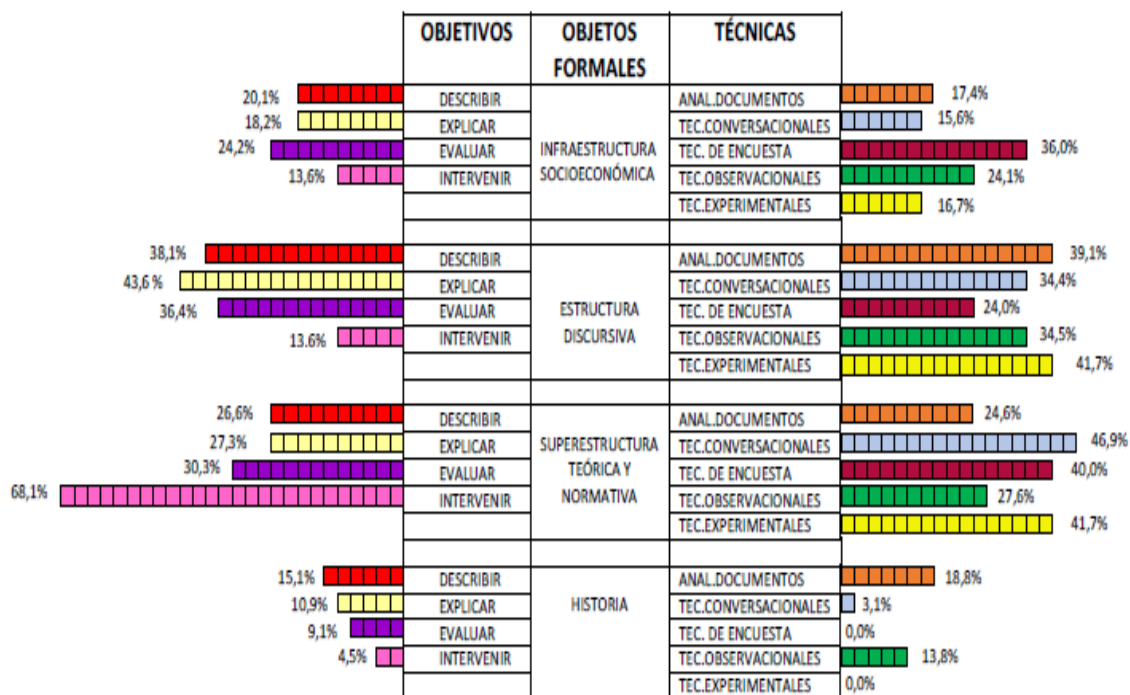 OBJETIVOS OBJETOS FORMALES TÉCNICAS
20,1% DESCRIBIR ANAL.DOCUMENTOS 17,4%
18,2% EXPLICAR TEC.CONVERSACIONALES 15,6%
24,2% EVALUAR INFRAESTRUCTURA TEC. DE ENCUESTA 36,0%
13,6% INTERVENIR SOCIOECONÓMICA TEC.OBSERVACIONALES 24,1%
TEC.EXPERIMENTALES 16,7%
38,1% DESCRIBIR ANAL.DOCUMENTOS 39,1%
43,6 % EXPLICAR TEC.CONVERSACIONALES 34,4%
36,4% EVALUAR ESTRUCTURA TEC. DE ENCUESTA 24,0%
13.6% INTERVENIR DISCURSIVA TEC.OBSERVACIONALES 34,5%
TEC.EXPERIMENTALES 41,7%
26,6% DESCRIBIR ANAL.DOCUMENTOS 24,6%
27,3% EXPLICAR SUPERESTRUCTURA TEC.CONVERSACIONALES 46,9%
30,3% EVALUAR TEÓRICA Y TEC. DE ENCUESTA 40,0%
68,1% INTERVENIR NORMATIVA TEC.OBSERVACIONALES 27,6%
TEC.EXPERIMENTALES 41,7%
15,1% DESCRIBIR ANAL.DOCUMENTOS 18,8%
10,9% EXPLICAR HISTORIA TEC.CONVERSACIONALES 3,1%
9,1% EVALUAR TEC. DE ENCUESTA 0,0%
4,5% INTERVENIR TEC.OBSERVACIONALES 13,8%
TEC.EXPERIMENTALES 0,0%